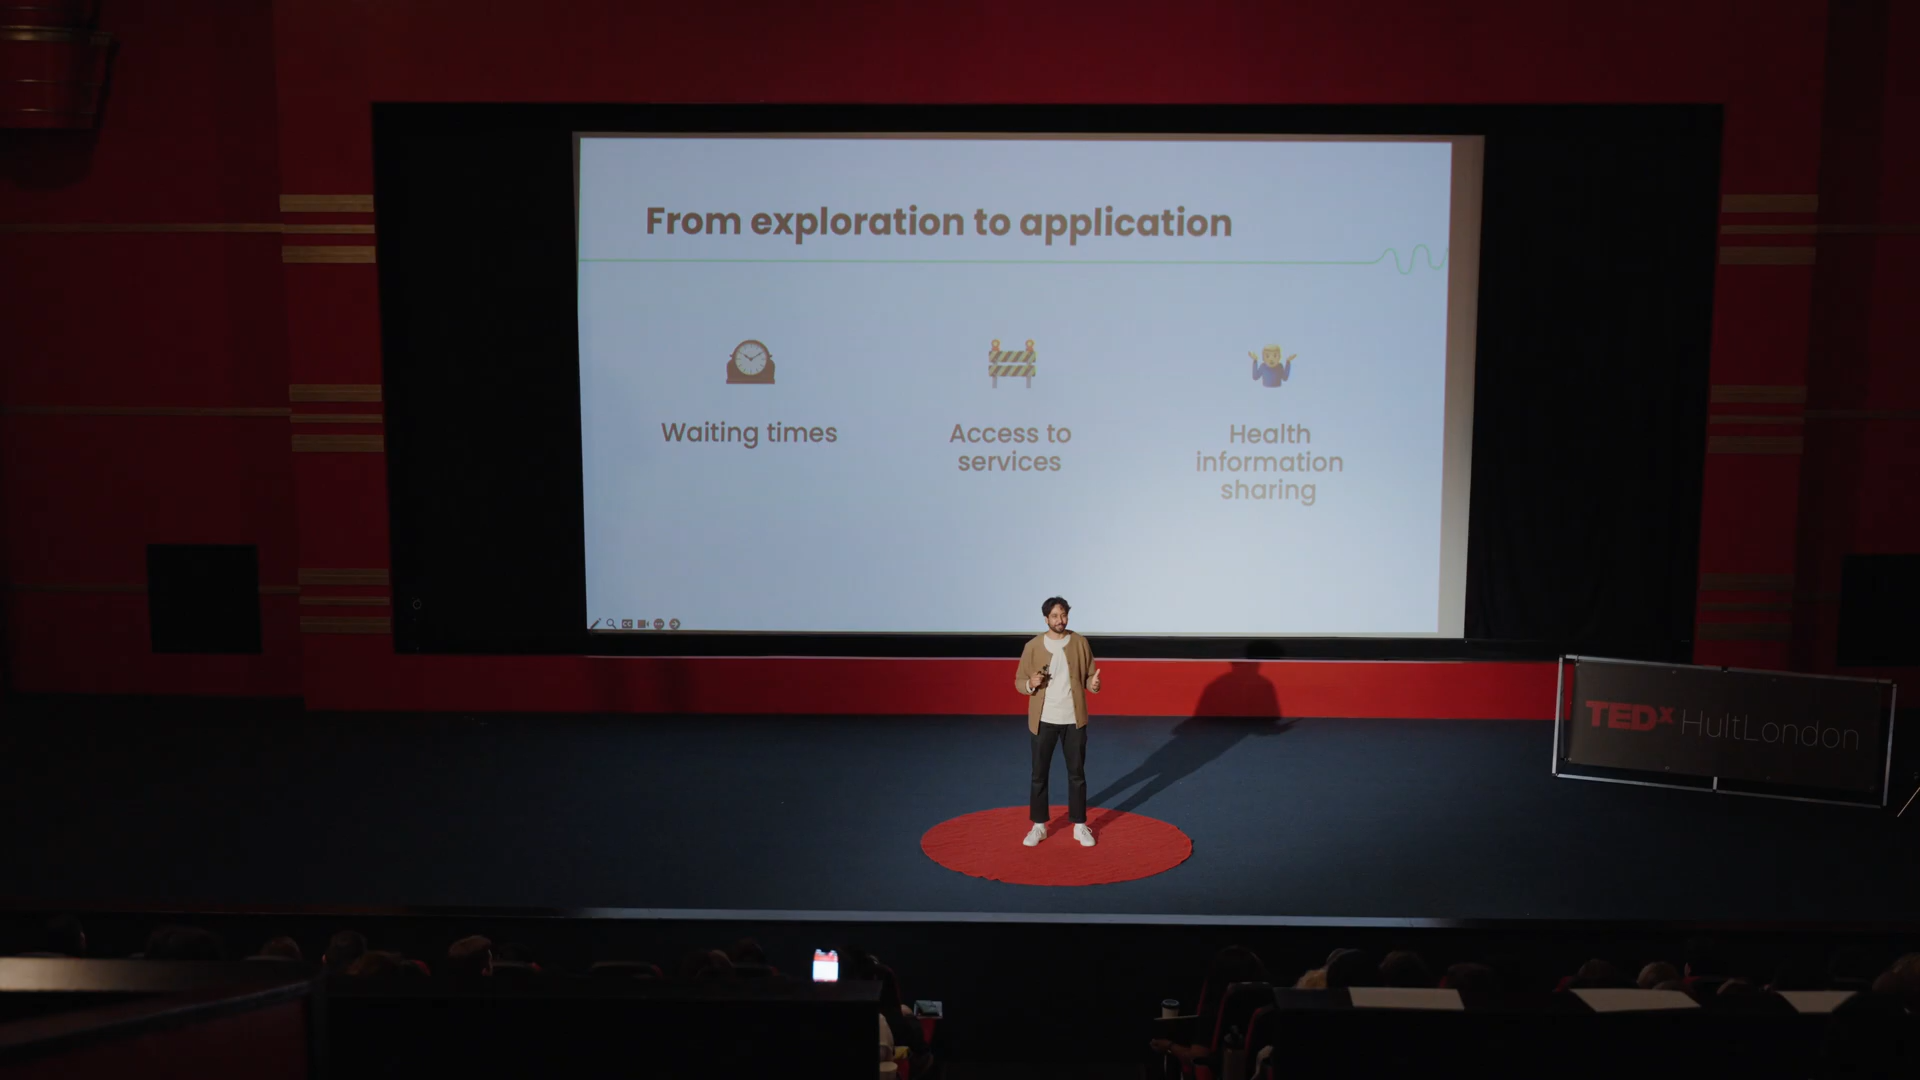 From exploration to application
Waiting times
Access to
services
Health
information
sharing
TEDx HultLondon